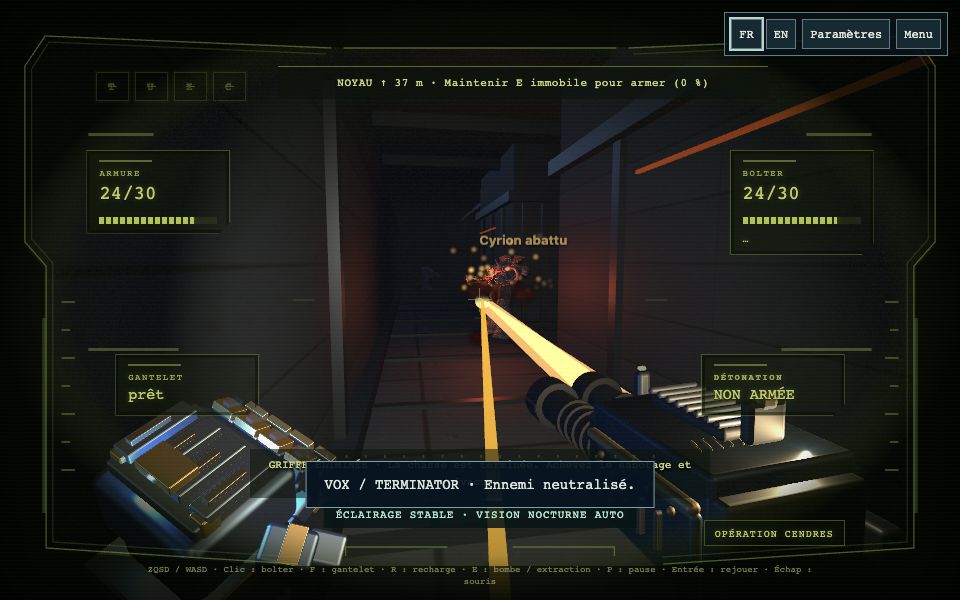 FR EN Paramètres Menu
NOYAU ↑ 37 m · Maintenir E immobile pour armer (0 %)
ARMURE
24/30
BOLTER
24/30
…
Cyrion abattu
GANTELET
prêt
DÉTONATION
NON ARMÉE
VOX / TERMINATOR · Ennemi neutralisé.
ÉCLAIRAGE STABLE · VISION NOCTURNE AUTO
OPÉRATION CENDRES
ZQSD / WASD · Clic : bolter · F : gantelet · R : recharge · E : bombe / extraction · P : pause · Entrée : rejouer · Échap :
souris